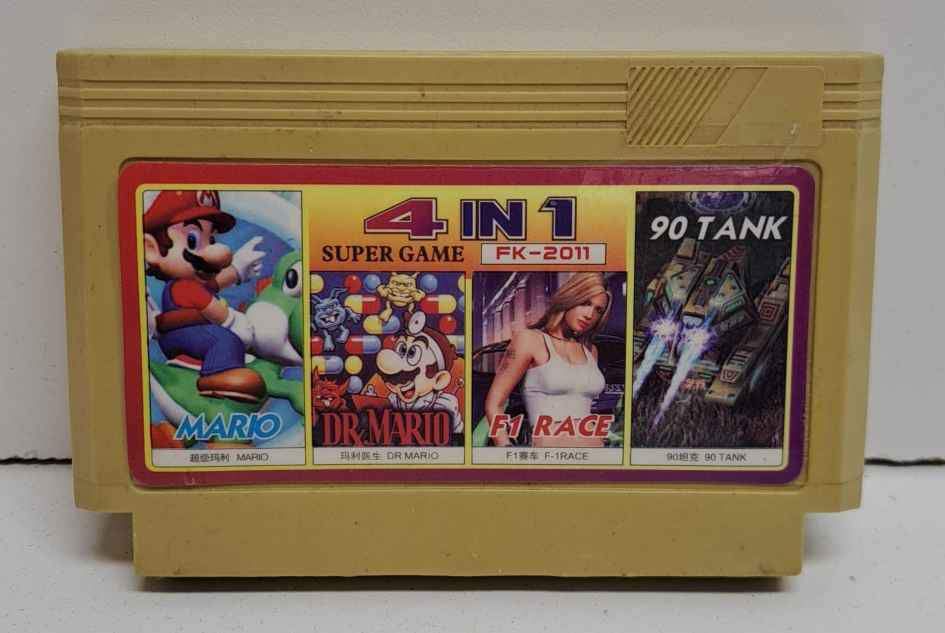 4 IN 1
SUPER GAME FK-2011
90 TANK
M
MARIO
DR. MARIO
F1 RACE
超级玛利 MARIO
玛利医生 DR MARIO
F1赛车 F-1RACE
90坦克 90 TANK